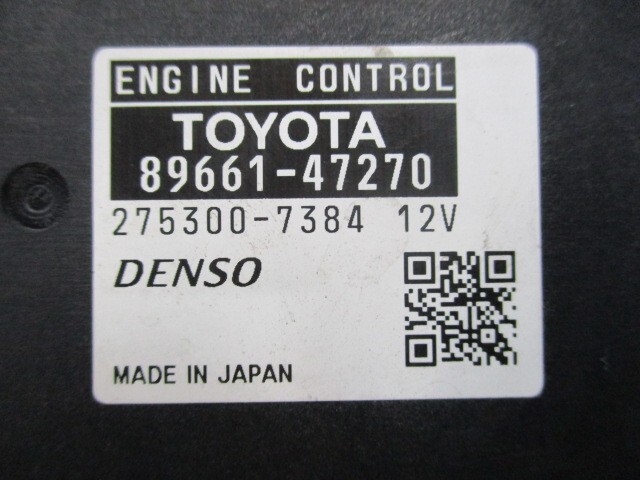 ENGINE CONTROL
TOYOTA
89661-47270
275300-7384 12V
DENSO
MADE IN JAPAN